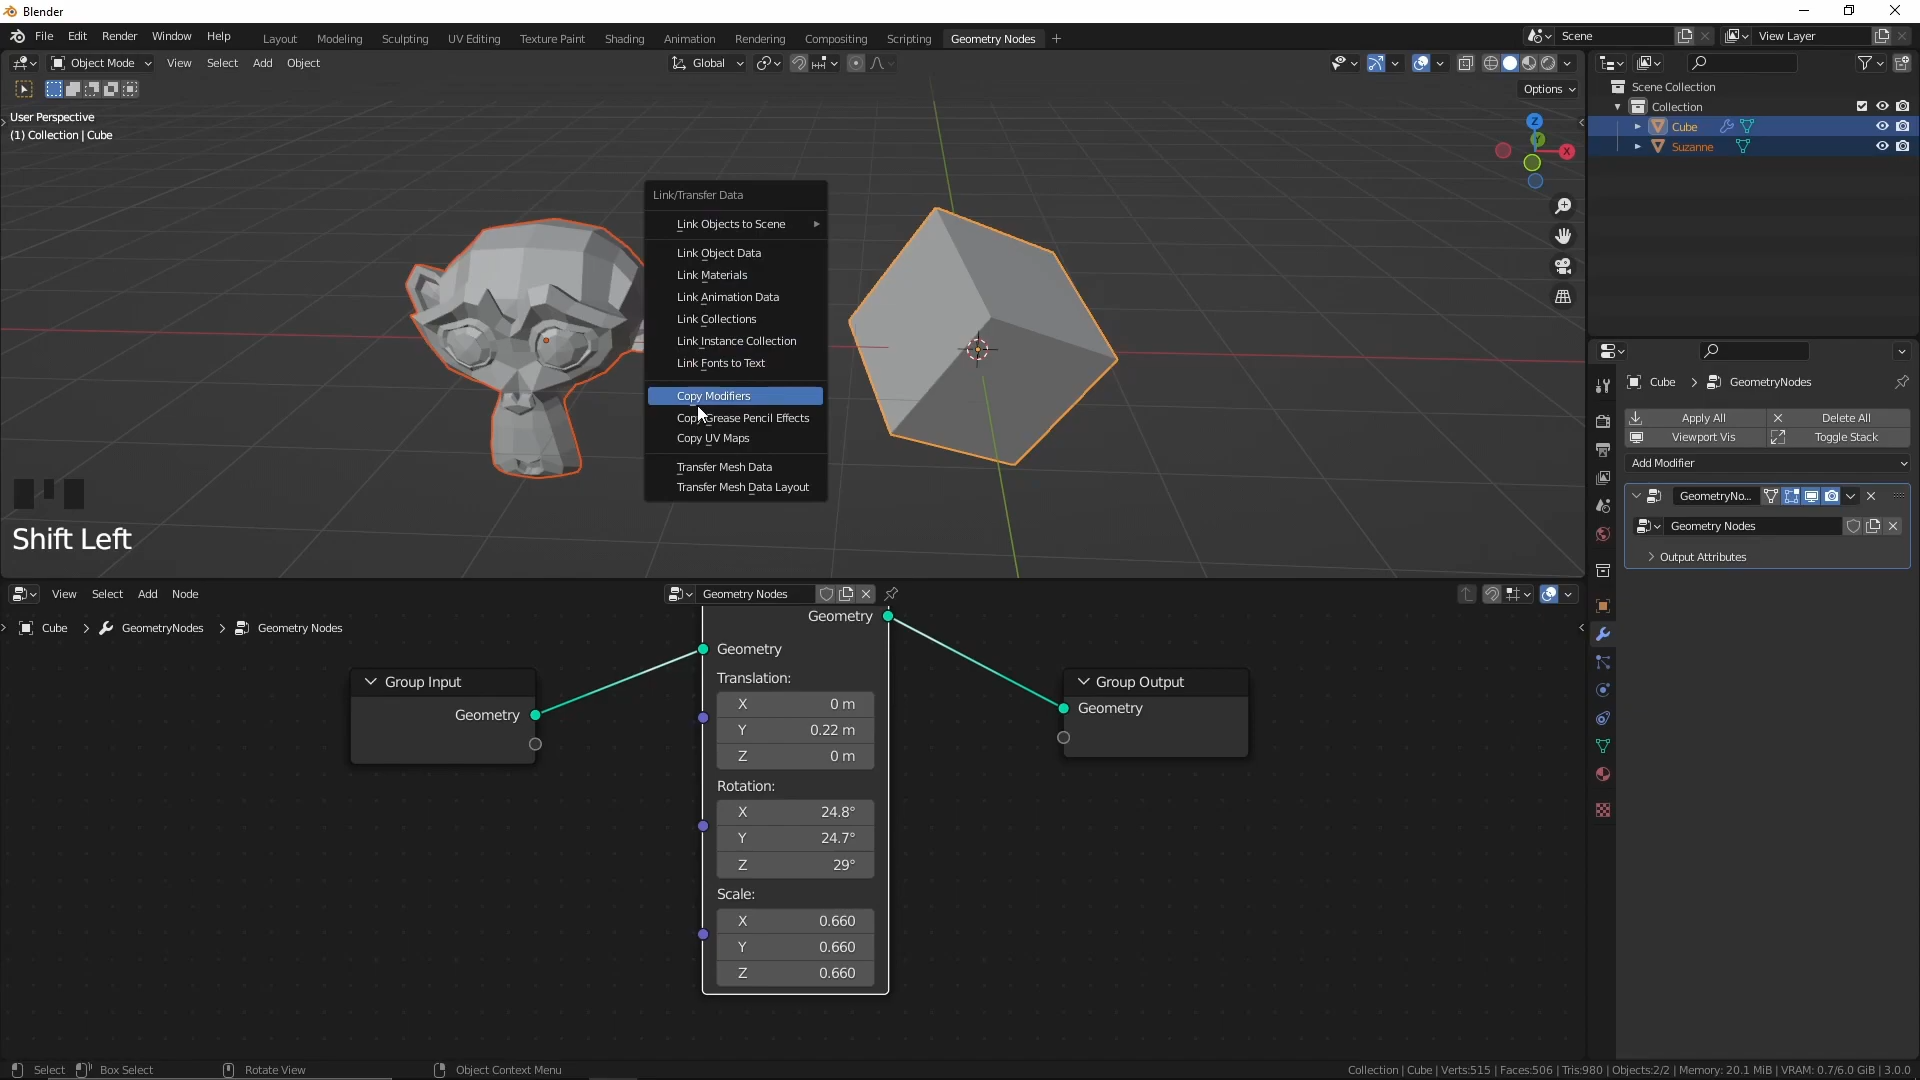 Blender
File Edit Render Window Help
Layout Modeling Sculpting UV Editing Texture Paint Shading Animation Rendering Compositing Scripting Geometry Nodes
Scene
View Layer
Object Mode View Select Add Object
Global
Options
User Perspective
(1) Collection | Cube
Z
Y
X
Link/Transfer Data
Link Objects to Scene
Link Object Data
Link Materials
Link Animation Data
Link Collections
Link Instance Collection
Link Fonts to Text
Copy Modifiers
Copy Grease Pencil Effects
Copy UV Maps
Transfer Mesh Data
Transfer Mesh Data Layout
Shift Left
Scene Collection
Collection
Cube
Suzanne
Cube GeometryNodes
Apply All Delete All
Viewport Vis Toggle Stack
Add Modifier
GeometryNo...
Geometry Nodes
Output Attributes
View Select Add Node
Geometry Nodes
Cube GeometryNodes Geometry Nodes
Group Input
Geometry
Geometry
Geometry
Translation:
X 0 m
Y 0.22 m
Z 0 m
Rotation:
X 24.8°
Y 24.7°
Z 29°
Scale:
X 0.660
Y 0.660
Z 0.660
Group Output
Geometry
Select Box Select Rotate View Object Context Menu
Collection | Cube | Verts:515 | Faces:506 | Tris:980 | Objects:2/2 | Memory: 20.1 MiB | VRAM: 0.7/6.0 GiB | 3.0.0